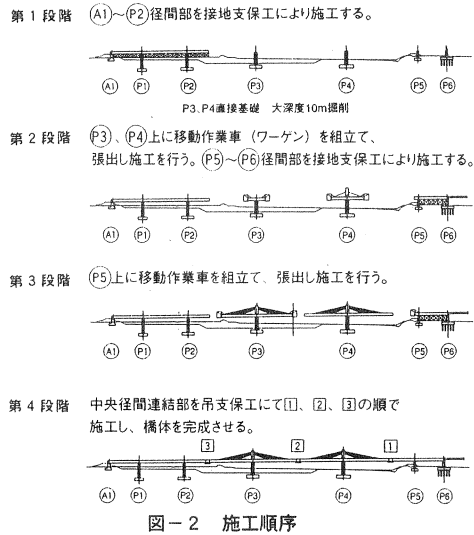 第1段階 (A1)～(P2)径間部を接地支保工により施工する。
(A1) (P1) (P2) (P3) (P4) (P5) (P6)
P3、P4直接基礎 大深度10m掘削
第2段階 (P3)、(P4)上に移動作業車(ワーゲン)を組立て、
張出し施工を行う。(P5)～(P6)径間部を接地支保工により施工する。
(A1) (P1) (P2) (P3) (P4) (P5) (P6)
第3段階 (P5)上に移動作業車を組立て、張出し施工を行う。
(A1) (P1) (P2) (P3) (P4) (P5) (P6)
第4段階 中央径間連結部を吊支保工にて1、2、3の順で
施工し、橋体を完成させる。
3 2 1
(A1) (P1) (P2) (P3) (P4) (P5) (P6)
図－2 施工順序